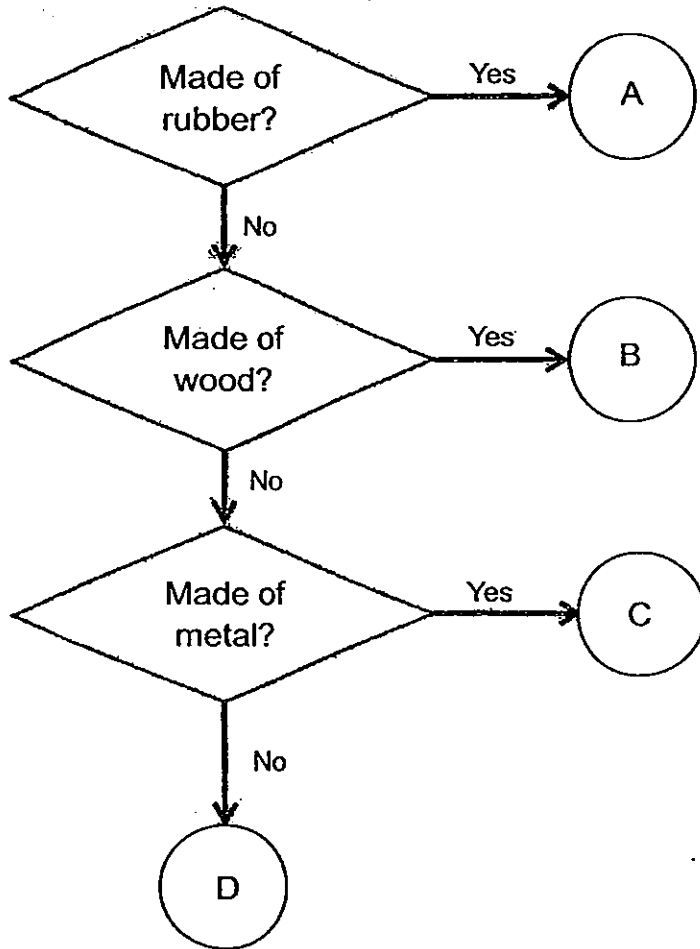 Made of
rubber?
Yes
A
No
Made of
wood?
Yes
B
No
Made of
metal?
Yes
C
No
D